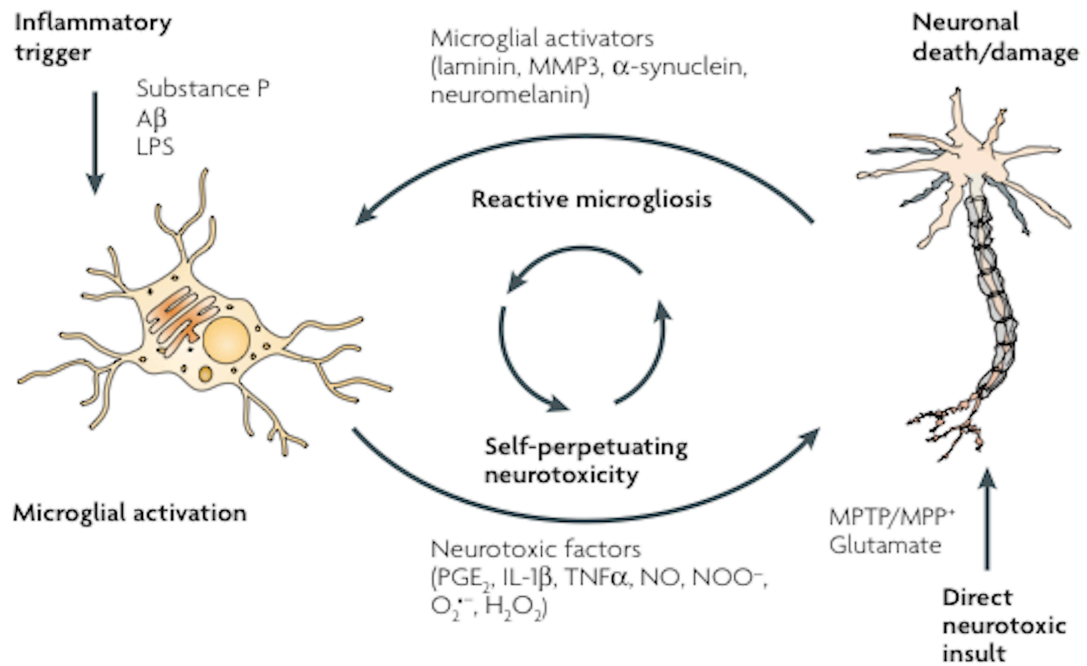 Inflammatory
trigger
Substance P
Aβ
LPS
Microglial activators
(laminin, MMP3, α-synuclein,
neuromelanin)
Neuronal
death/damage
Reactive microgliosis
Self-perpetuating
neurotoxicity
Microglial activation
Neurotoxic factors
(PGE₂, IL-1β, TNFα, NO, NOO⁻,
O₂•⁻, H₂O₂)
MPTP/MPP⁺
Glutamate
Direct
neurotoxic
insult